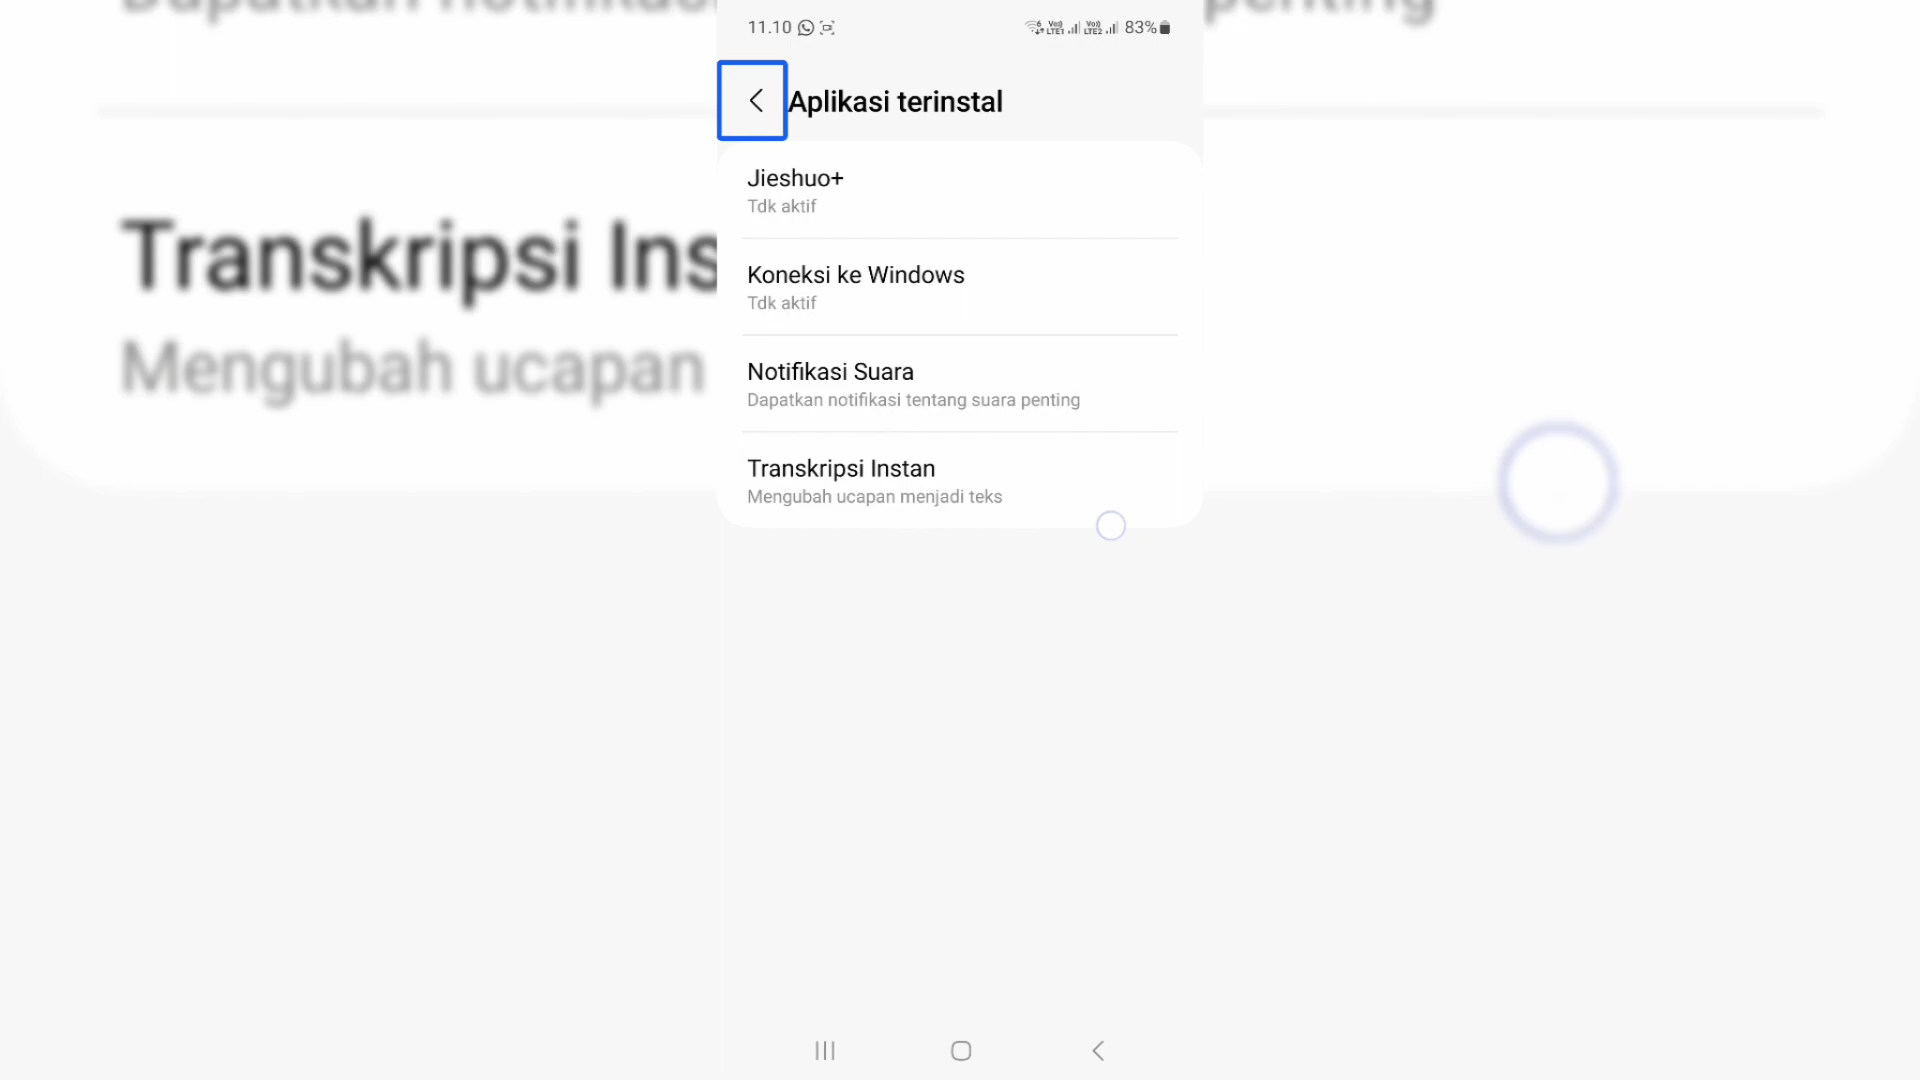 11.10 83%
Aplikasi terinstal
Jieshuo+
Tdk aktif
Koneksi ke Windows
Tdk aktif
Notifikasi Suara
Dapatkan notifikasi tentang suara penting
Transkripsi Instan
Mengubah ucapan menjadi teks
Transkripsi Ins
Mengubah ucapan